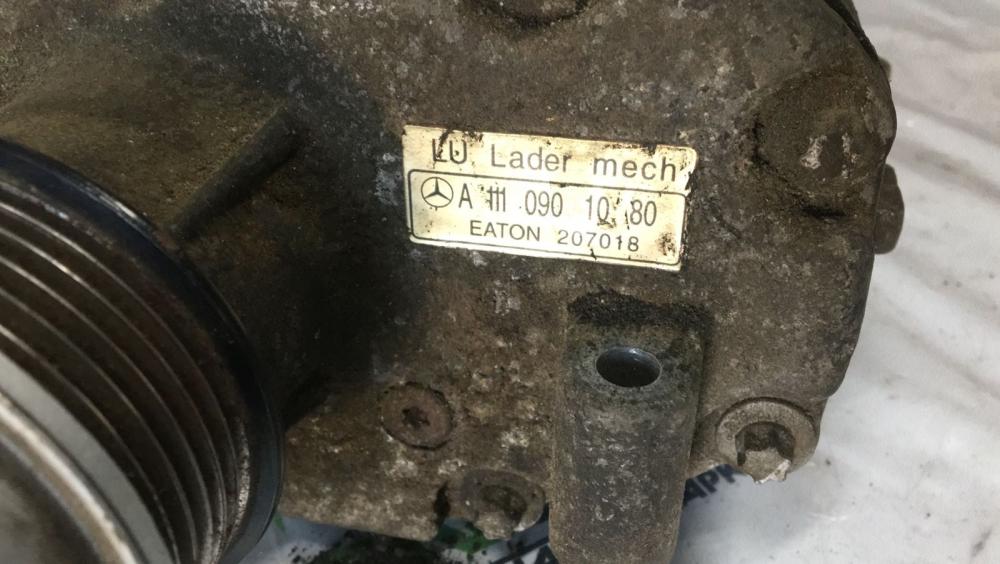 LU Lader mech
A 111 090 10 80
EATON 207018